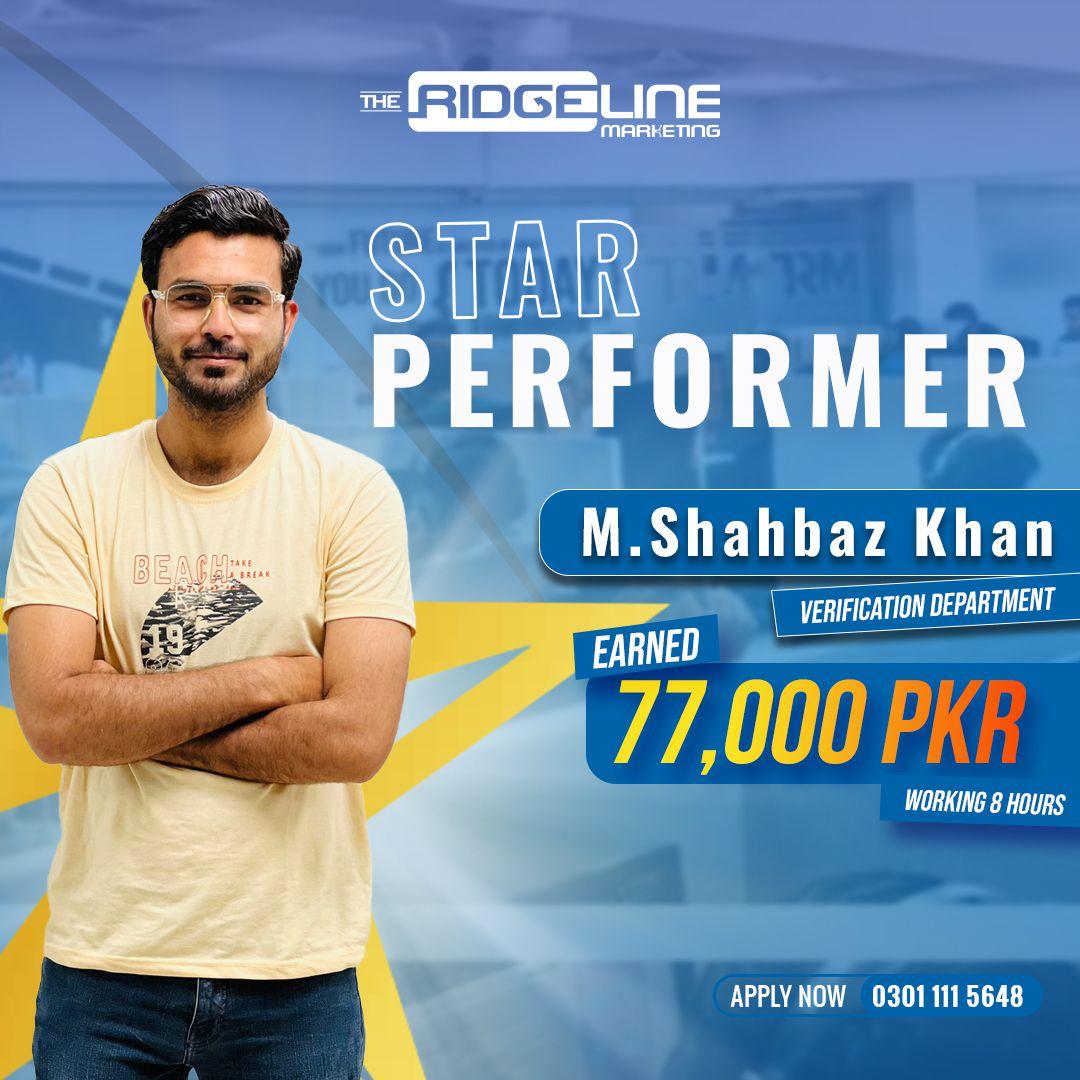 THE RIDGELINE
MARKETING
STAR
PERFORMER
M.Shahbaz Khan
VERIFICATION DEPARTMENT
EARNED
77,000 PKR
WORKING 8 HOURS
BEACH TAKE
A BREAK
19
APPLY NOW 0301 111 5648